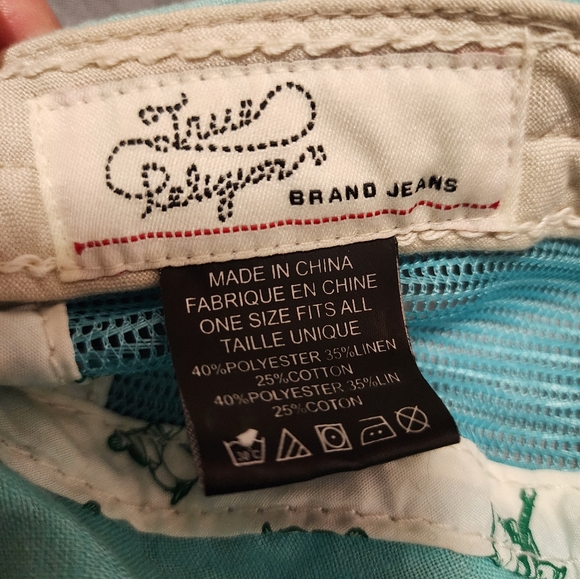 True
Religion
BRAND JEANS
MADE IN CHINA
FABRIQUE EN CHINE
ONE SIZE FITS ALL
TAILLE UNIQUE
40%POLYESTER 35%LINEN
25%COTTON
40%POLYESTER 35%LIN
25%COTON
30°C